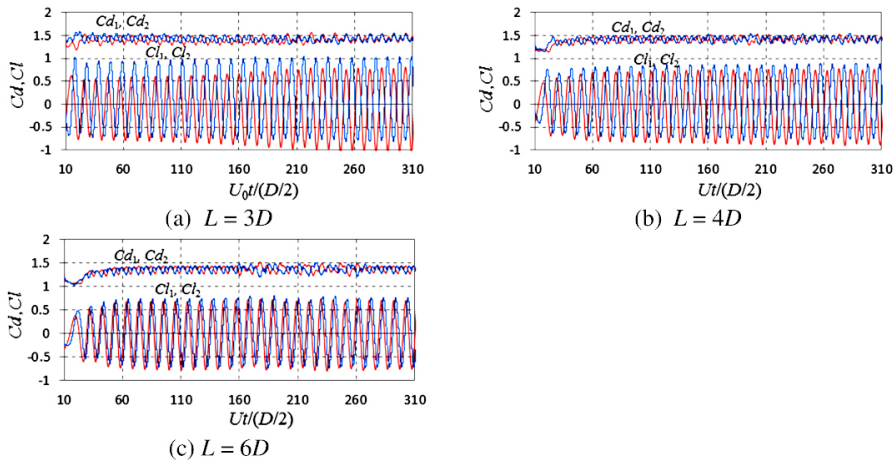 Cd₁, Cd₂
Cl₁, Cl₂
Cd,Cl
1.5
1
0.5
0
-0.5
-1
10 60 110 160 210 260 310
U₀t/(D/2)
(a) L = 3D
Cd₁, Cd₂
Cl₁, Cl₂
Cd,Cl
2
1.5
1
0.5
0
-0.5
-1
10 60 110 160 210 260 310
Ut/(D/2)
(b) L = 4D
Cd₁, Cd₂
Cl₁, Cl₂
Cd,Cl
2
1.5
1
0.5
0
-0.5
-1
10 60 110 160 210 260 310
Ut/(D/2)
(c) L = 6D